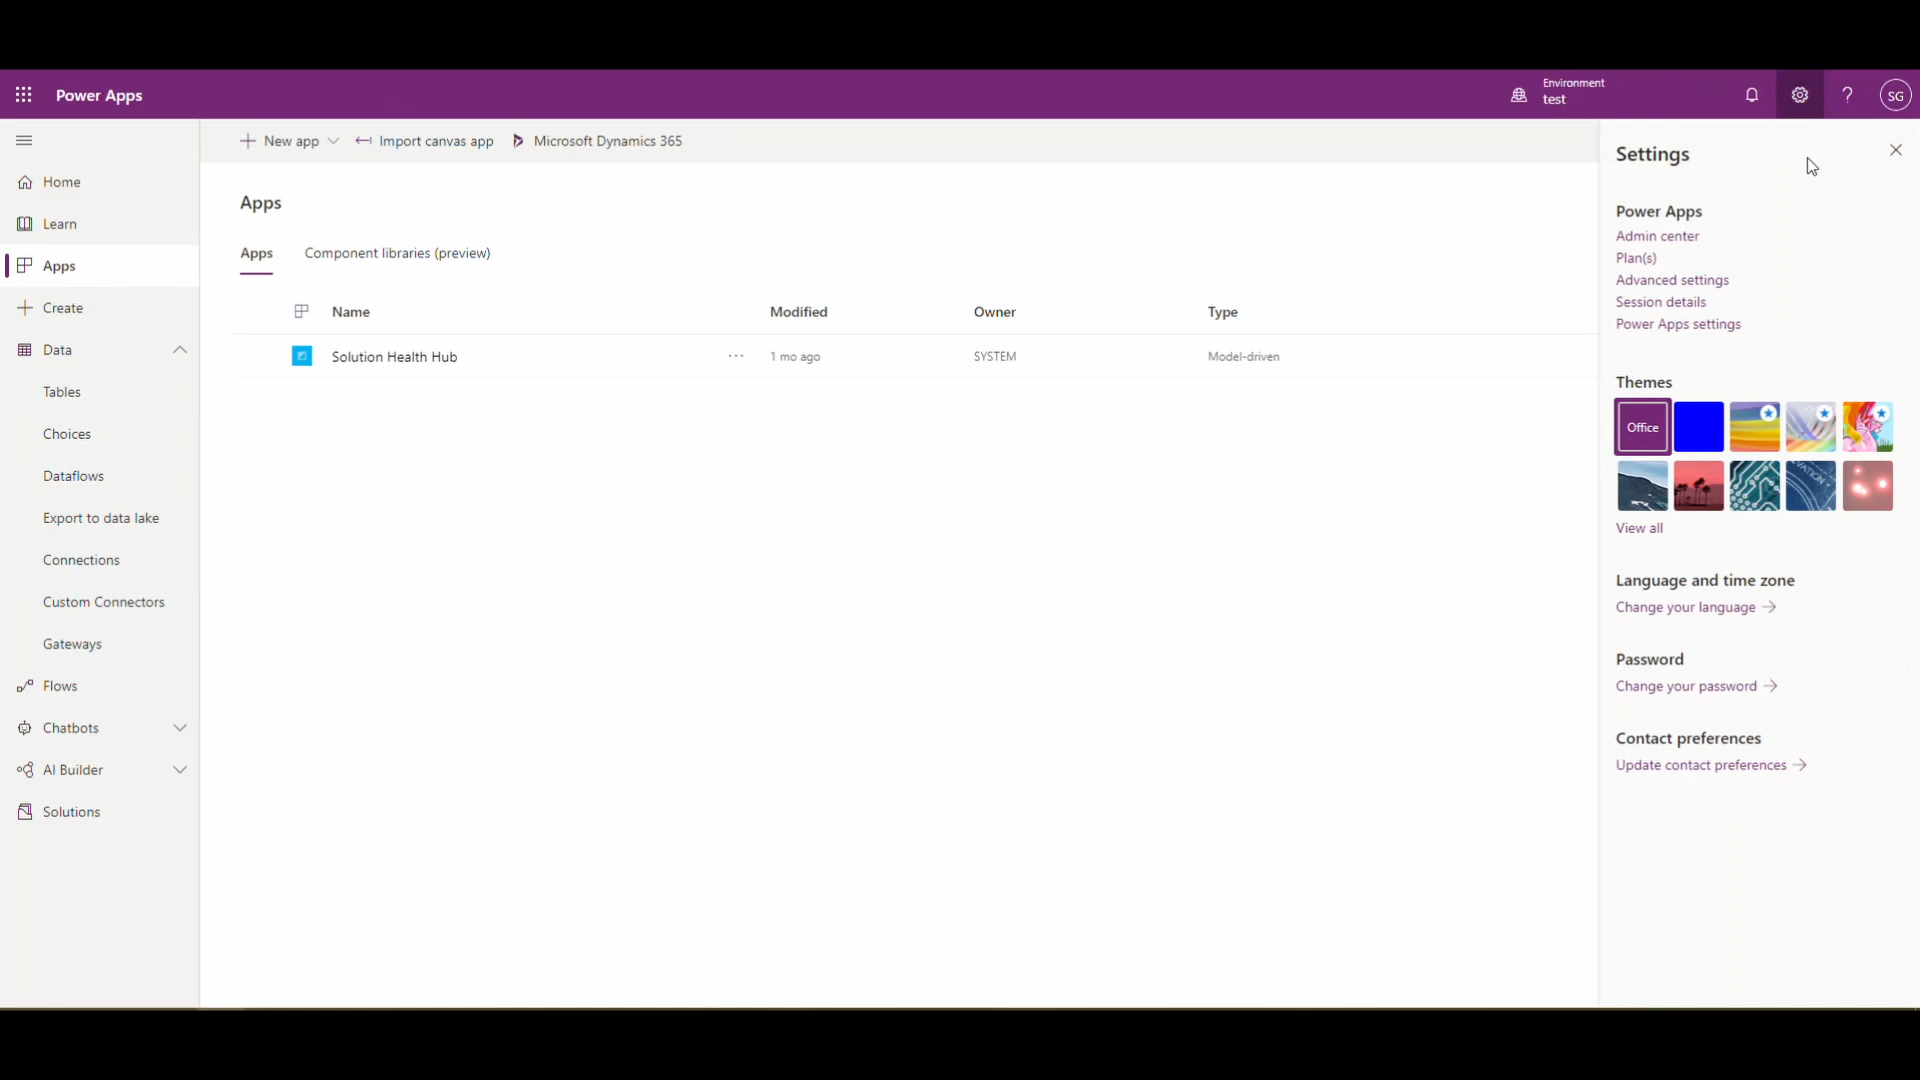 Power Apps
Environment
test
?
SG
New app
Import canvas app
Microsoft Dynamics 365
Home
Learn
Apps
Create
Data
Tables
Choices
Dataflows
Export to data lake
Connections
Custom Connectors
Gateways
Flows
Chatbots
AI Builder
Solutions
Apps
Apps Component libraries (preview)
Name Modified Owner Type
Solution Health Hub ··· 1 mo ago SYSTEM Model-driven
Settings
Power Apps
Admin center
Plan(s)
Advanced settings
Session details
Power Apps settings
Themes
Office
View all
Language and time zone
Change your language
Password
Change your password
Contact preferences
Update contact preferences